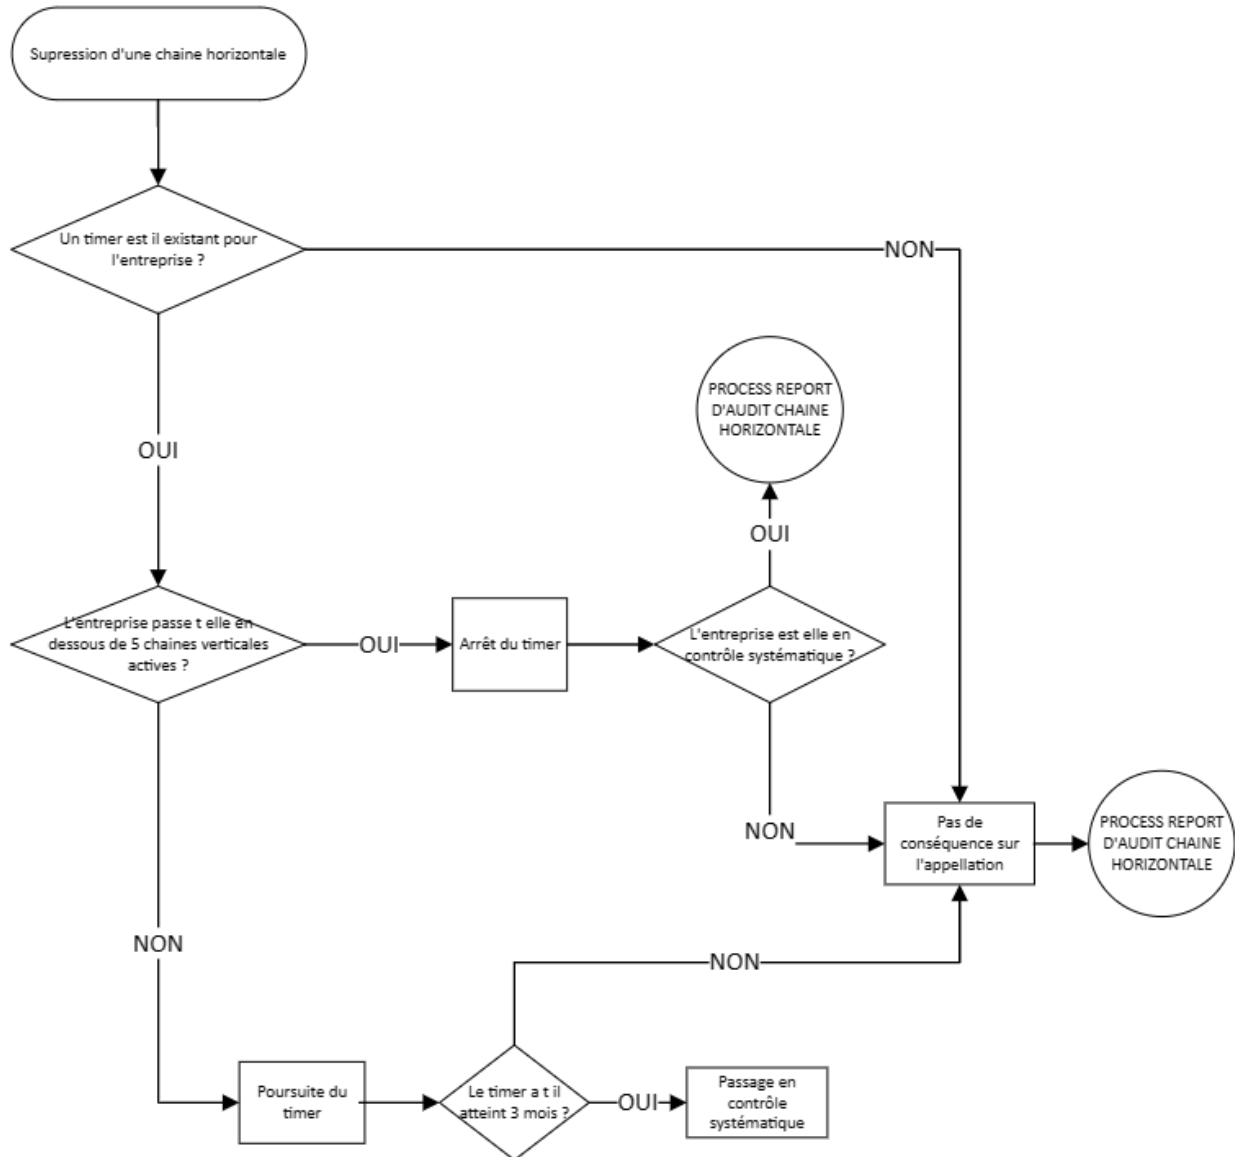 Supression d'une chaine horizontale
Un timer est il existant pour
l'entreprise ?
NON
OUI
PROCESS REPORT
D'AUDIT CHAINE
HORIZONTALE
OUI
L'entreprise passe t elle en
dessous de 5 chaines verticales
actives ?
OUI
Arrêt du timer
L'entreprise est elle en
contrôle systématique ?
NON
Pas de
conséquence sur
l'appellation
PROCESS REPORT
D'AUDIT CHAINE
HORIZONTALE
NON
NON
Poursuite du
timer
Le timer a t il
atteint 3 mois ?
OUI
Passage en
contrôle
systématique